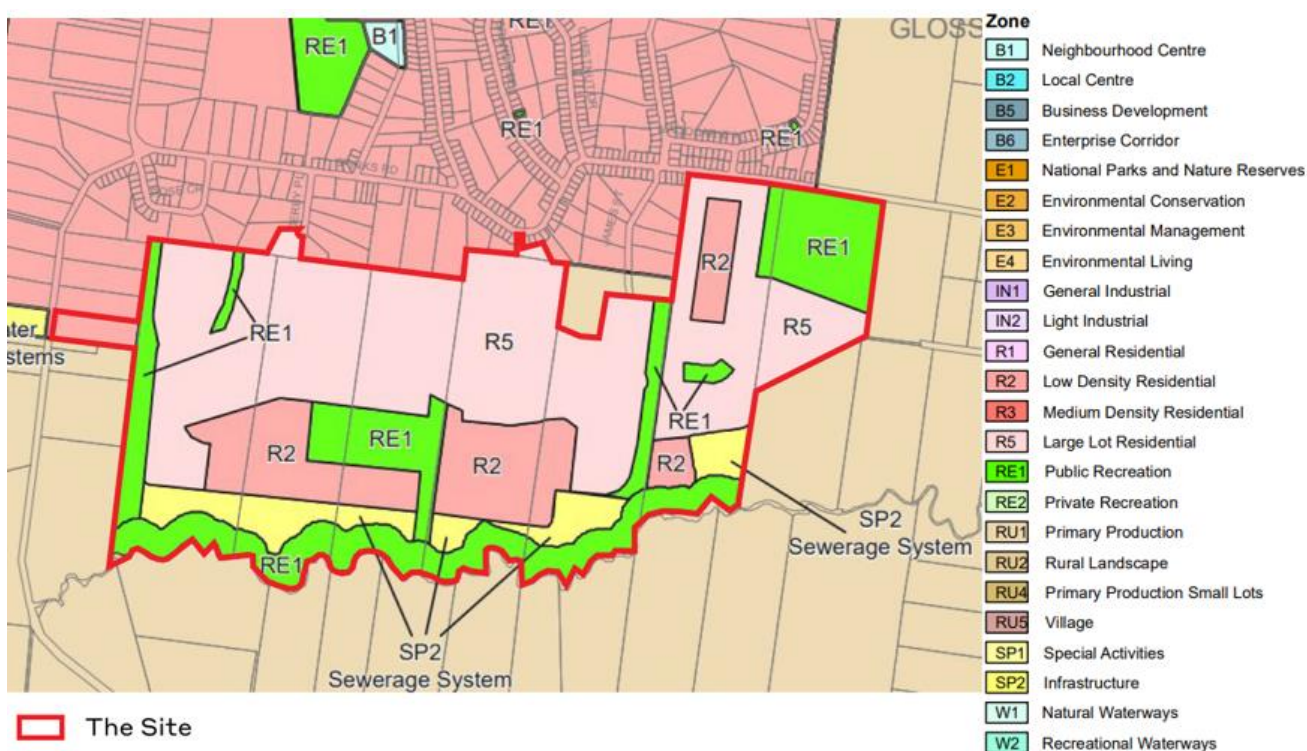 RE1
B1
RE1
GLOSS
RE1
RE1
R2
RE1
RE1
R5
R5
ter
stems
RE1
RE1
R2
R2
R2
SP2
Sewerage System
RE1
SP2
Sewerage System
The Site
Zone
B1 Neighbourhood Centre
B2 Local Centre
B5 Business Development
B6 Enterprise Corridor
E1 National Parks and Nature Reserves
E2 Environmental Conservation
E3 Environmental Management
E4 Environmental Living
IN1 General Industrial
IN2 Light Industrial
R1 General Residential
R2 Low Density Residential
R3 Medium Density Residential
R5 Large Lot Residential
RE1 Public Recreation
RE2 Private Recreation
RU1 Primary Production
RU2 Rural Landscape
RU4 Primary Production Small Lots
RU5 Village
SP1 Special Activities
SP2 Infrastructure
W1 Natural Waterways
W2 Recreational Waterways